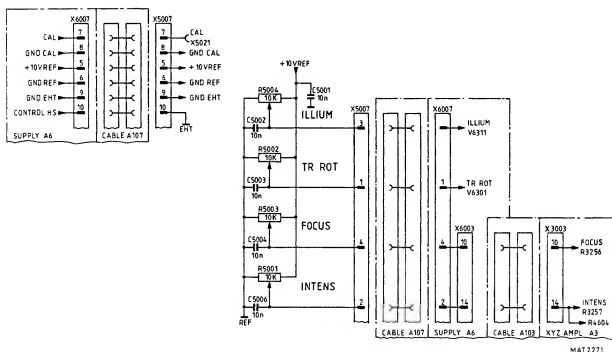 X6007 X5007
CAL 7 7 CAL
X5021
GND CAL 8 8 GND CAL
+10VREF 5 5 +10VREF
GND REF 6 6 GND REF
GND EHT 9 9 GND EHT
CONTROL HS 10 10
EHT
SUPPLY A6 CABLE A107
+10VREF
R5004
10K
C5001
10n
ILLIUM
C5002
10n
X5007 X6007
3 3 ILLIUM
V6311
R5002
10K
TR ROT
C5003
10n
1 1 TR ROT
V6301
R5003
10K
FOCUS
X6003 X3003
C5004
10n
4 4 10 10 FOCUS
R3256
R5001
10K
INTENS
C5006
10n
2 2 14 14 INTENS
R3257
R4604
REF
CABLE A107 SUPPLY A6 CABLE A103 XYZ AMPL A3
MAT 2271